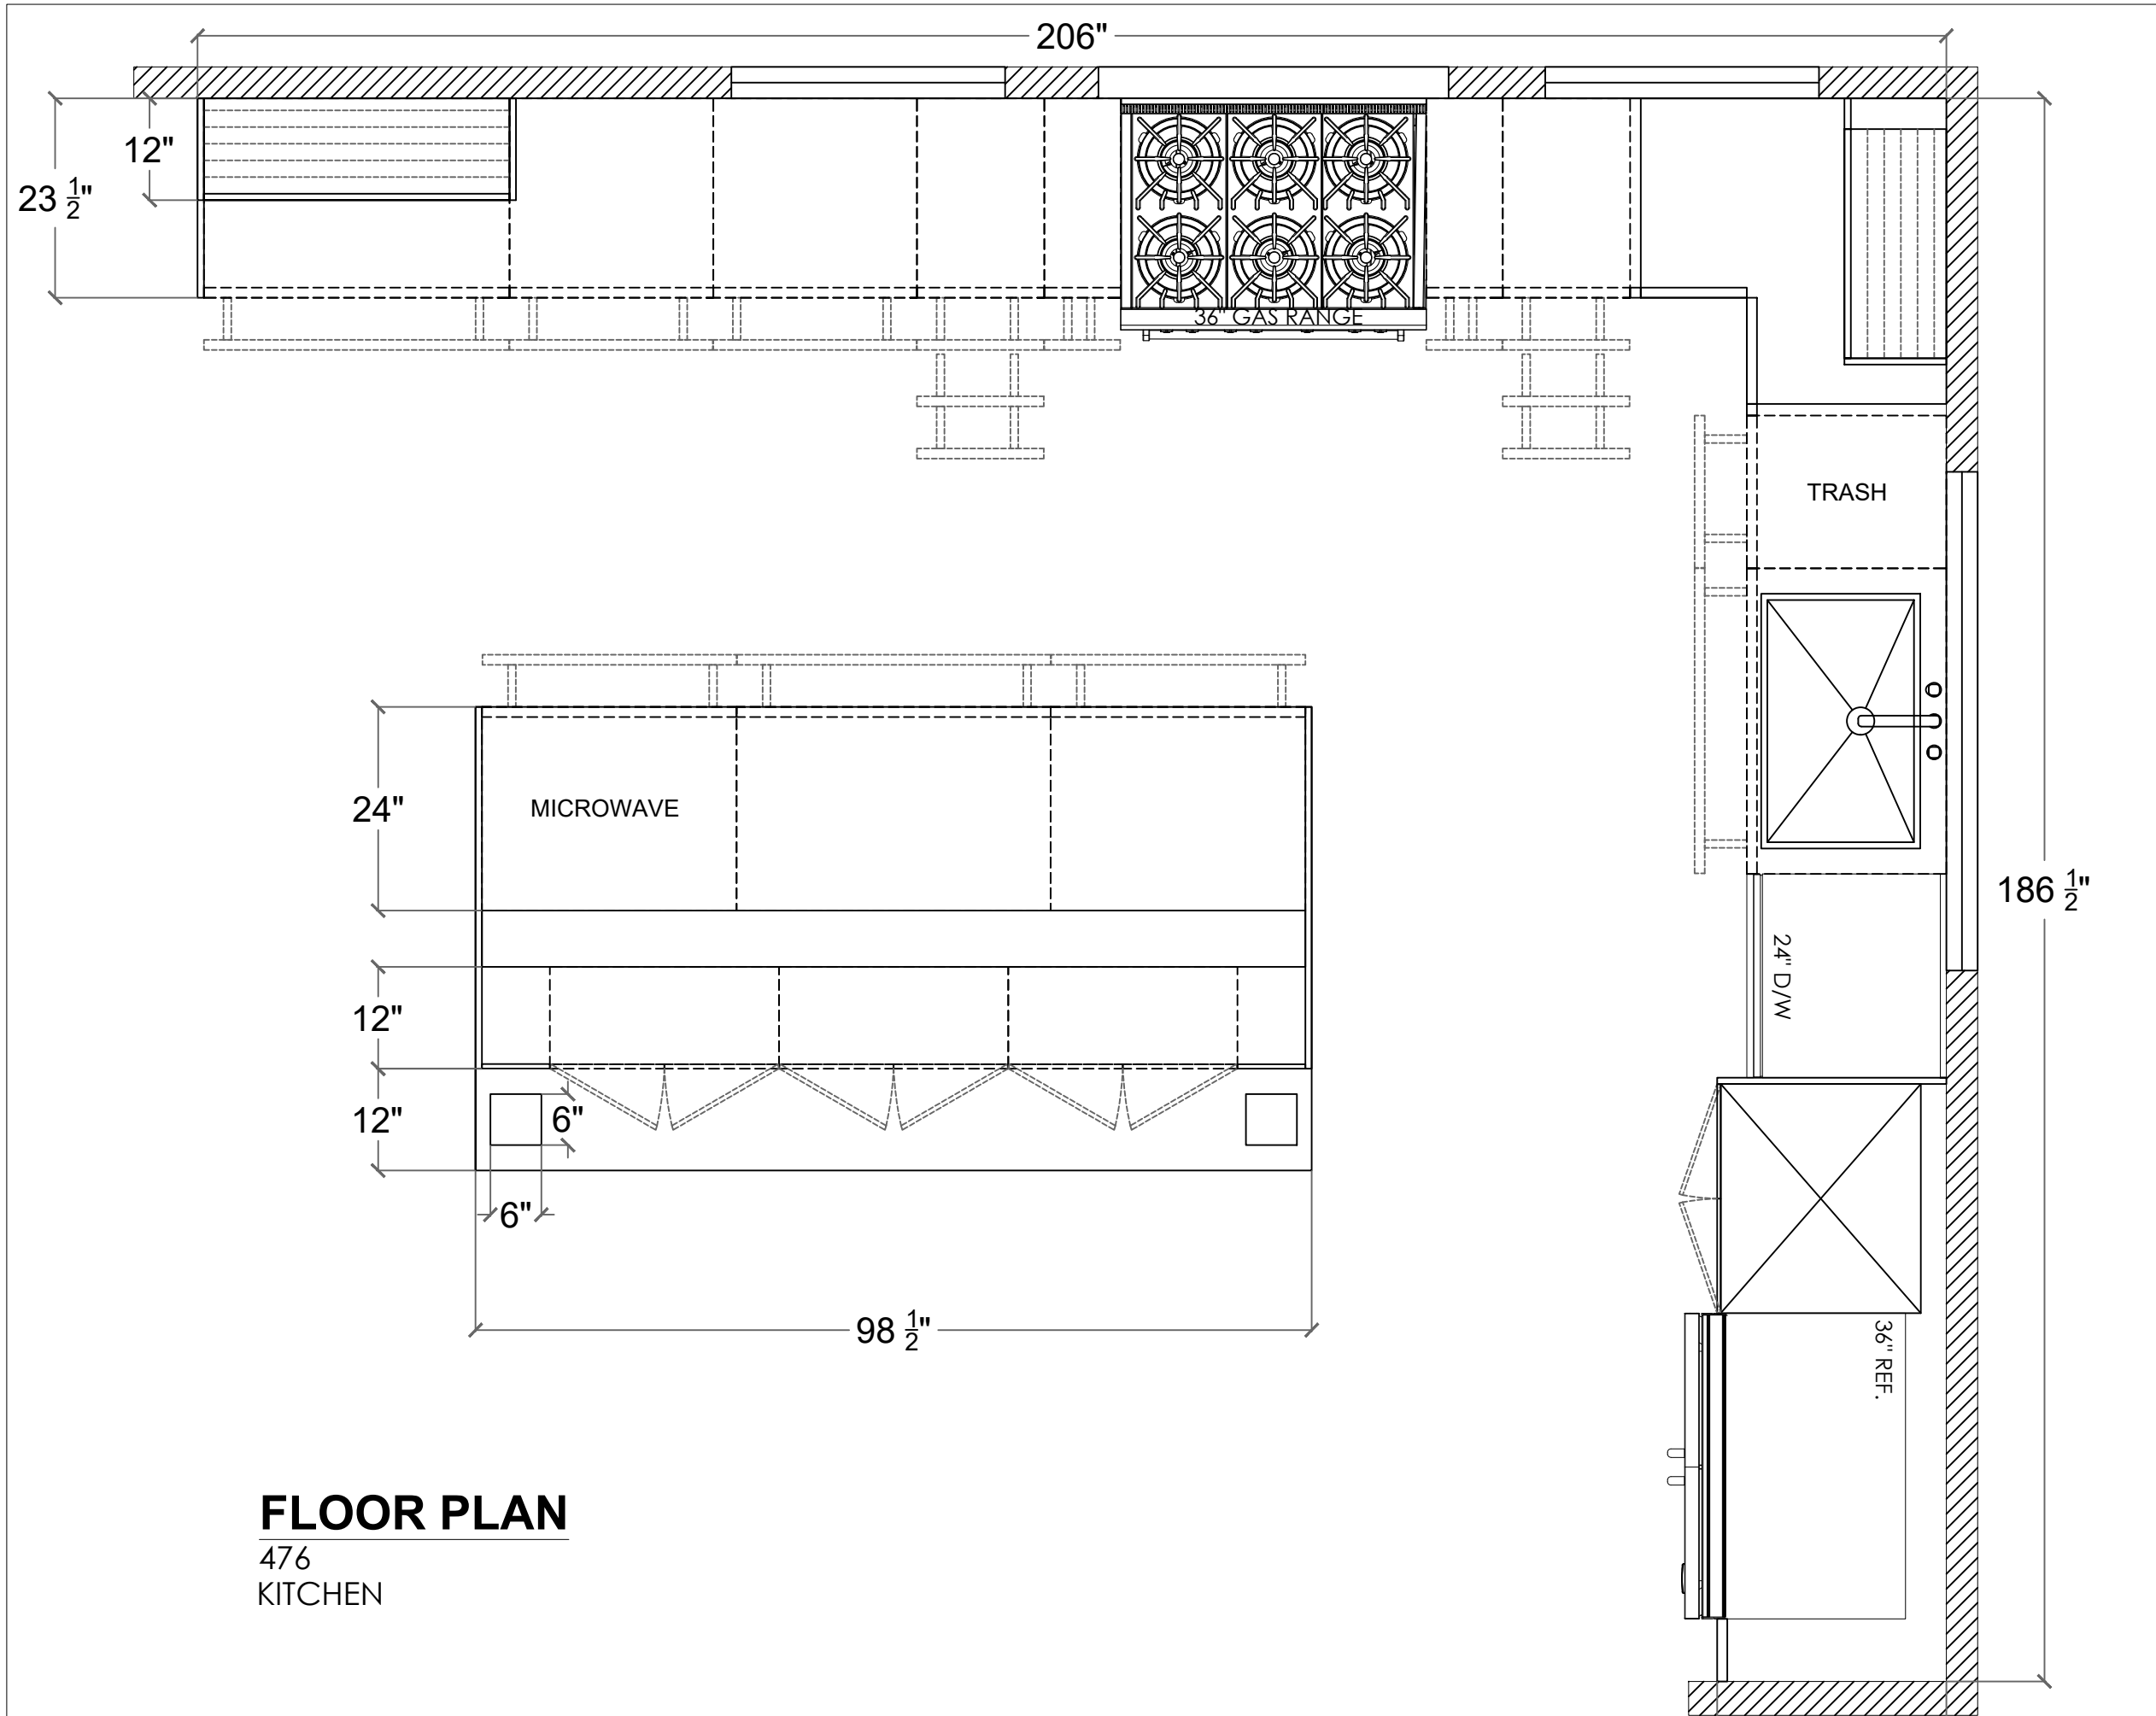 206"
12"
23 1/2"
36" GAS RANGE
TRASH
24"
MICROWAVE
186 1/2"
24" D/W
12"
12"
6"
6"
98 1/2"
36" REF.
FLOOR PLAN
476
KITCHEN